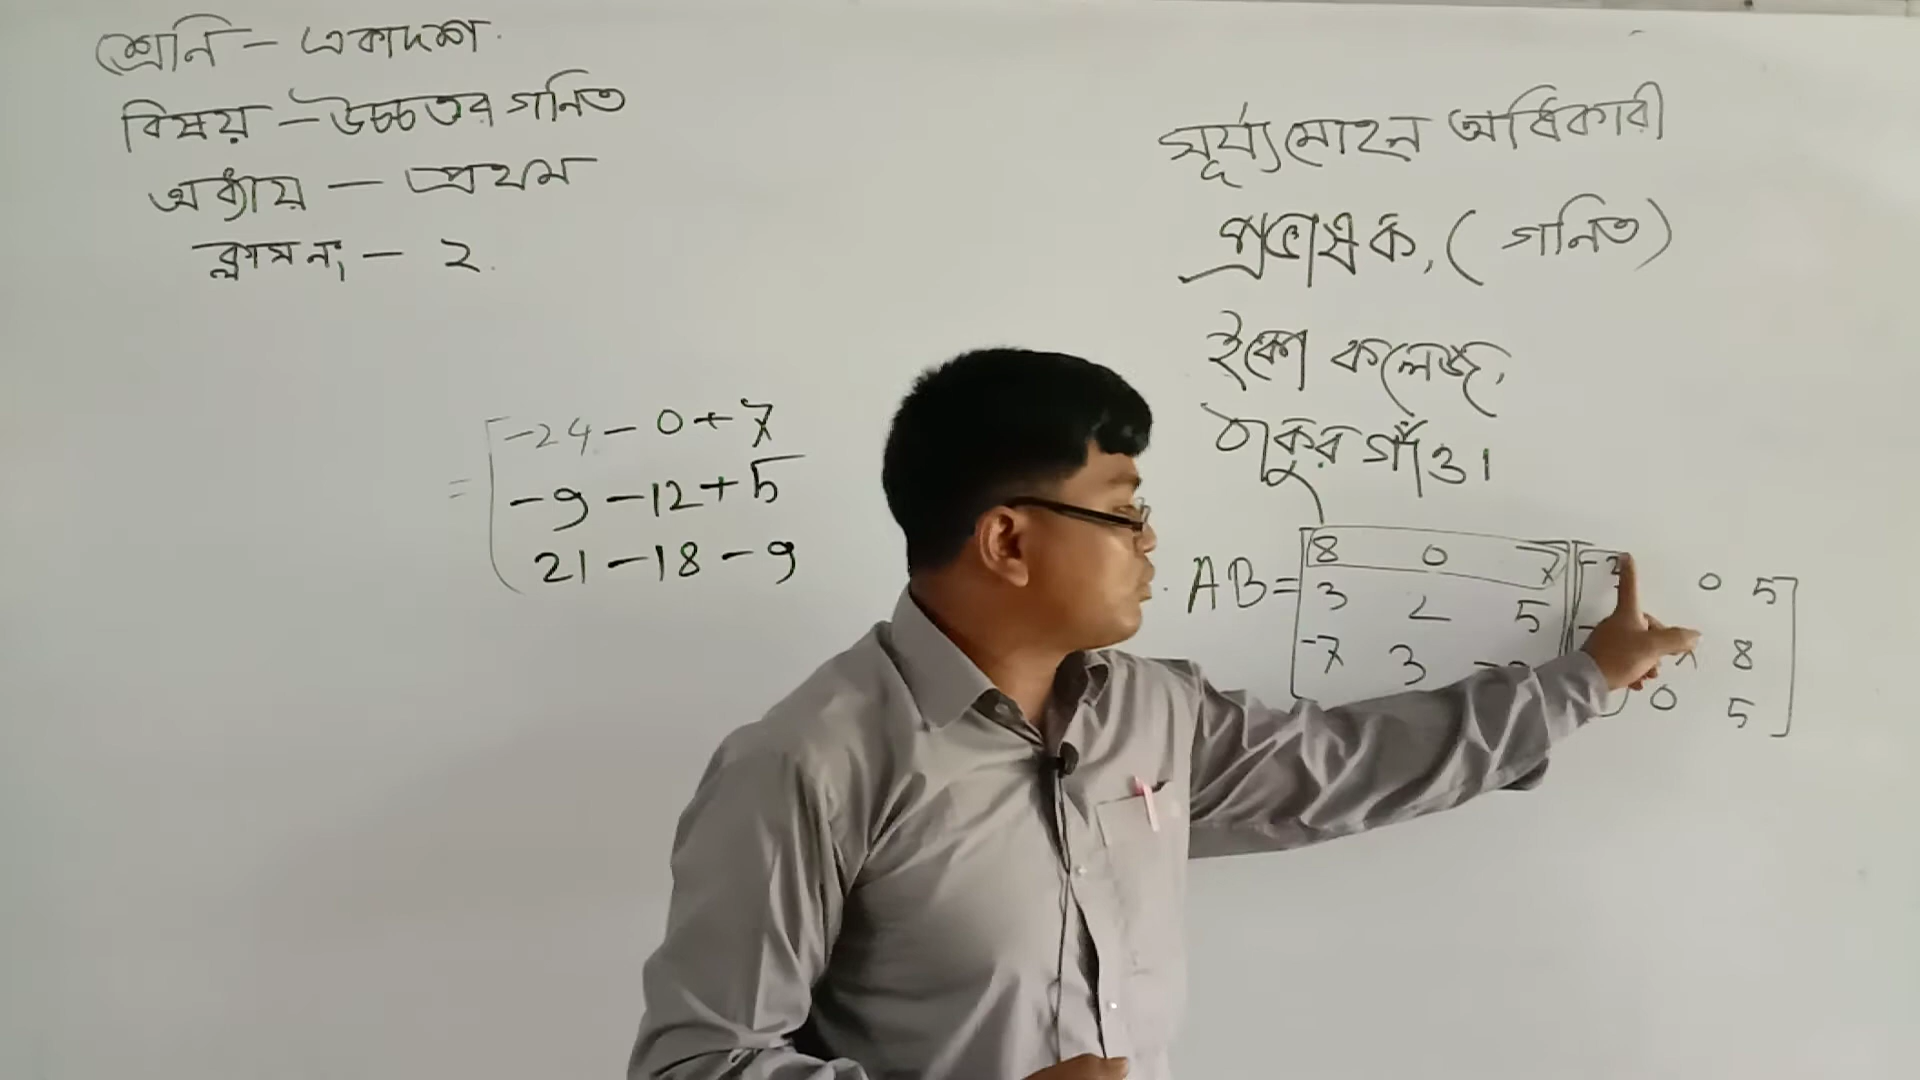 শ্রেনি - একাদশ
বিষয় - উচ্চতর গনিত
অধ্যায় - প্রথম
ক্লাস নং - ২
সূর্য্যমোহন অধিকারী
প্রভাষক, (গনিত)
ইকো কলেজ,
ঠাকুরগাঁও।
-24 - 0 + 7
= -9 - 12 + 5
21 - 18 - 9
8 0 7 0 5
AB = 3 5
-7 3 8
0 5